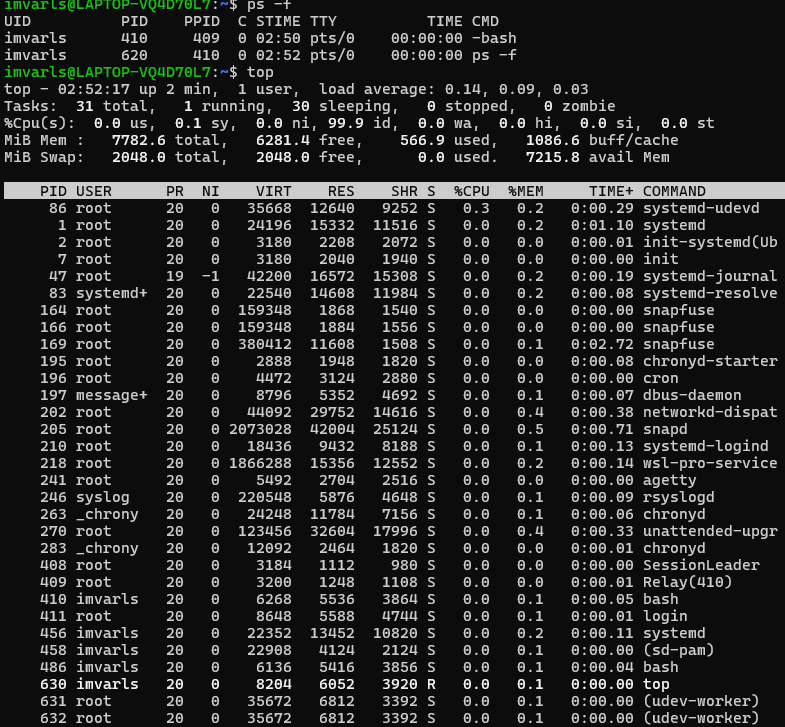 imvarls@LAPTOP-VQ4D70L7:~$ ps -f
UID          PID    PPID  C STIME TTY          TIME CMD
imvarls      410     409  0 02:50 pts/0    00:00:00 -bash
imvarls      620     410  0 02:52 pts/0    00:00:00 ps -f
imvarls@LAPTOP-VQ4D70L7:~$ top
top - 02:52:17 up 2 min,  1 user,  load average: 0.14, 0.09, 0.03
Tasks:  31 total,   1 running,  30 sleeping,   0 stopped,   0 zombie
%Cpu(s):  0.0 us,  0.1 sy,  0.0 ni, 99.9 id,  0.0 wa,  0.0 hi,  0.0 si,  0.0 st
MiB Mem :   7782.6 total,   6281.4 free,    566.9 used,   1086.6 buff/cache
MiB Swap:   2048.0 total,   2048.0 free,      0.0 used.   7215.8 avail Mem
    PID USER      PR  NI    VIRT    RES    SHR S  %CPU  %MEM     TIME+ COMMAND
     86 root      20   0   35668  12640   9252 S   0.3   0.2   0:00.29 systemd-udevd
      1 root      20   0   24196  15332  11516 S   0.0   0.2   0:01.10 systemd
      2 root      20   0    3180   2208   2072 S   0.0   0.0   0:00.01 init-systemd(Ub
      7 root      20   0    3180   2040   1940 S   0.0   0.0   0:00.00 init
     47 root      19  -1   42200  16572  15308 S   0.0   0.2   0:00.19 systemd-journal
     83 systemd+  20   0   22540  14608  11984 S   0.0   0.2   0:00.08 systemd-resolve
    164 root      20   0  159348   1868   1540 S   0.0   0.0   0:00.00 snapfuse
    166 root      20   0  159348   1884   1556 S   0.0   0.0   0:00.00 snapfuse
    169 root      20   0  380412  11608   1508 S   0.0   0.1   0:02.72 snapfuse
    195 root      20   0    2888   1948   1820 S   0.0   0.0   0:00.08 chronyd-starter
    196 root      20   0    4472   3124   2880 S   0.0   0.0   0:00.00 cron
    197 message+  20   0    8796   5352   4692 S   0.0   0.1   0:00.07 dbus-daemon
    202 root      20   0   44092  29752  14616 S   0.0   0.4   0:00.38 networkd-dispat
    205 root      20   0 2073028  42004  25124 S   0.0   0.5   0:00.71 snapd
    210 root      20   0   18436   9432   8188 S   0.0   0.1   0:00.13 systemd-logind
    218 root      20   0 1866288  15356  12552 S   0.0   0.2   0:00.14 wsl-pro-service
    241 root      20   0    5492   2704   2516 S   0.0   0.0   0:00.00 agetty
    246 syslog    20   0  220548   5876   4648 S   0.0   0.1   0:00.09 rsyslogd
    263 _chrony   20   0   24248  11784   7156 S   0.0   0.1   0:00.06 chronyd
    270 root      20   0  123456  32604  17996 S   0.0   0.4   0:00.33 unattended-upgr
    283 _chrony   20   0   12092   2464   1820 S   0.0   0.0   0:00.01 chronyd
    408 root      20   0    3184   1112    980 S   0.0   0.0   0:00.00 SessionLeader
    409 root      20   0    3200   1248   1108 S   0.0   0.0   0:00.01 Relay(410)
    410 imvarls   20   0    6268   5536   3864 S   0.0   0.1   0:00.05 bash
    411 root      20   0    8648   5588   4744 S   0.0   0.1   0:00.01 login
    456 imvarls   20   0   22352  13452  10820 S   0.0   0.2   0:00.11 systemd
    458 imvarls   20   0   22908   4124   2124 S   0.0   0.1   0:00.00 (sd-pam)
    486 imvarls   20   0    6136   5416   3856 S   0.0   0.1   0:00.04 bash
    630 imvarls   20   0    8204   6052   3920 R   0.0   0.1   0:00.00 top
    631 root      20   0   35672   6812   3392 S   0.0   0.1   0:00.00 (udev-worker)
    632 root      20   0   35672   6812   3392 S   0.0   0.1   0:00.00 (udev-worker)